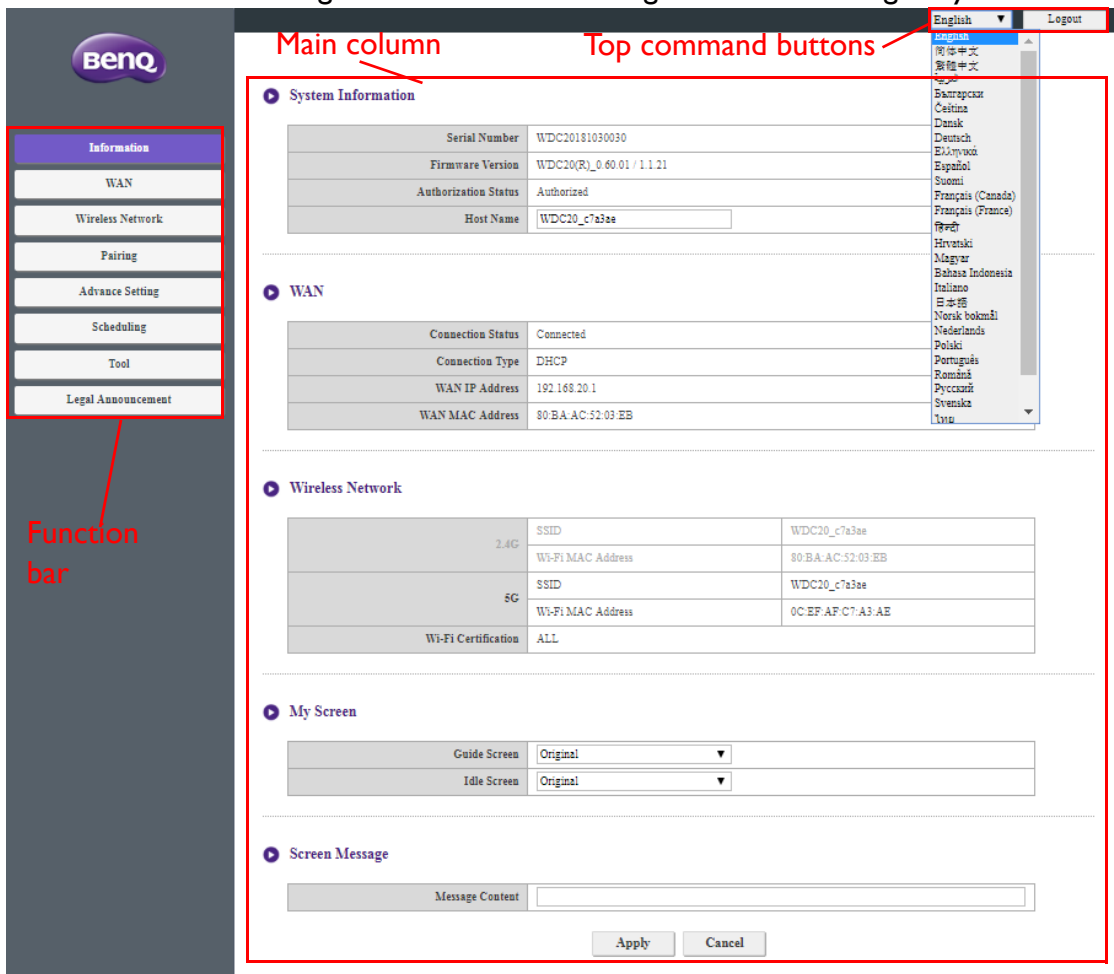 English ▼ Logout
Main column Top command buttons
BenQ
English
简体中文
繁體中文
Български
Čeština
Dansk
Deutsch
Ελληνικά
Español
Suomi
Français (Canada)
Français (France)
हिन्दी
Hrvatski
Magyar
Bahasa Indonesia
Italiano
日本語
Norsk bokmål
Nederlands
Polski
Português
Română
Русский
Svenska
ไทย
Information
WAN
Wireless Network
Pairing
Advance Setting
Scheduling
Tool
Legal Announcement
Function
bar
System Information
Serial Number WDC20181030030
Firmware Version WDC20(R)_0.60.01 / 1.1.21
Authorization Status Authorized
Host Name WDC20_c7a3ae
WAN
Connection Status Connected
Connection Type DHCP
WAN IP Address 192.168.20.1
WAN MAC Address 80:BA:AC:52:03:EB
Wireless Network
2.4G SSID WDC20_c7a3ae
Wi-Fi MAC Address 80:BA:AC:52:03:EB
5G SSID WDC20_c7a3ae
Wi-Fi MAC Address 0C:EF:AF:C7:A3:AE
Wi-Fi Certification ALL
My Screen
Guide Screen Original ▼
Idle Screen Original ▼
Screen Message
Message Content
Apply Cancel